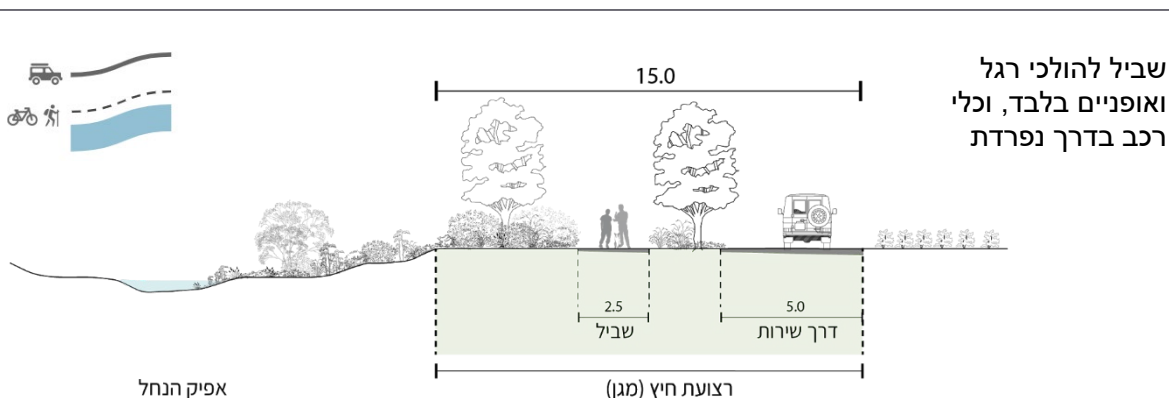 שביל להולכי רגל
ואופניים בלבד, וכלי
רכב בדרך נפרדת
15.0
2.5
שביל
5.0
דרך שירות
רצועת חיץ (מגן)
אפיק הנחל